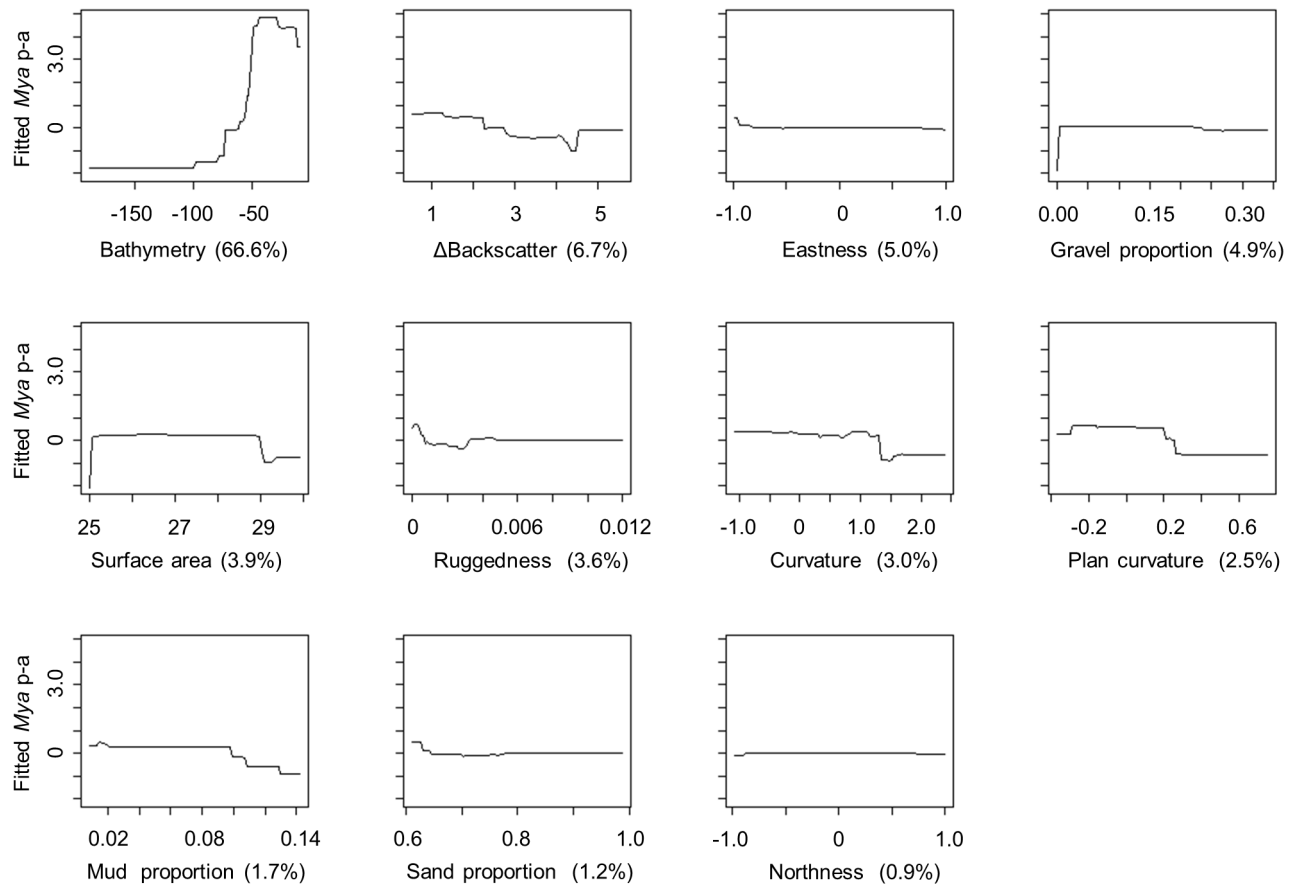 Fitted Mya p-a
3.0
0
-150 -100 -50
Bathymetry (66.6%)
1 3 5
ΔBackscatter (6.7%)
-1.0 0 1.0
Eastness (5.0%)
0.00 0.15 0.30
Gravel proportion (4.9%)
Fitted Mya p-a
3.0
0
25 27 29
Surface area (3.9%)
0 0.006 0.012
Ruggedness (3.6%)
-1.0 0 1.0 2.0
Curvature (3.0%)
-0.2 0.2 0.6
Plan curvature (2.5%)
Fitted Mya p-a
3.0
0
0.02 0.08 0.14
Mud proportion (1.7%)
0.6 0.8 1.0
Sand proportion (1.2%)
-1.0 0 1.0
Northness (0.9%)